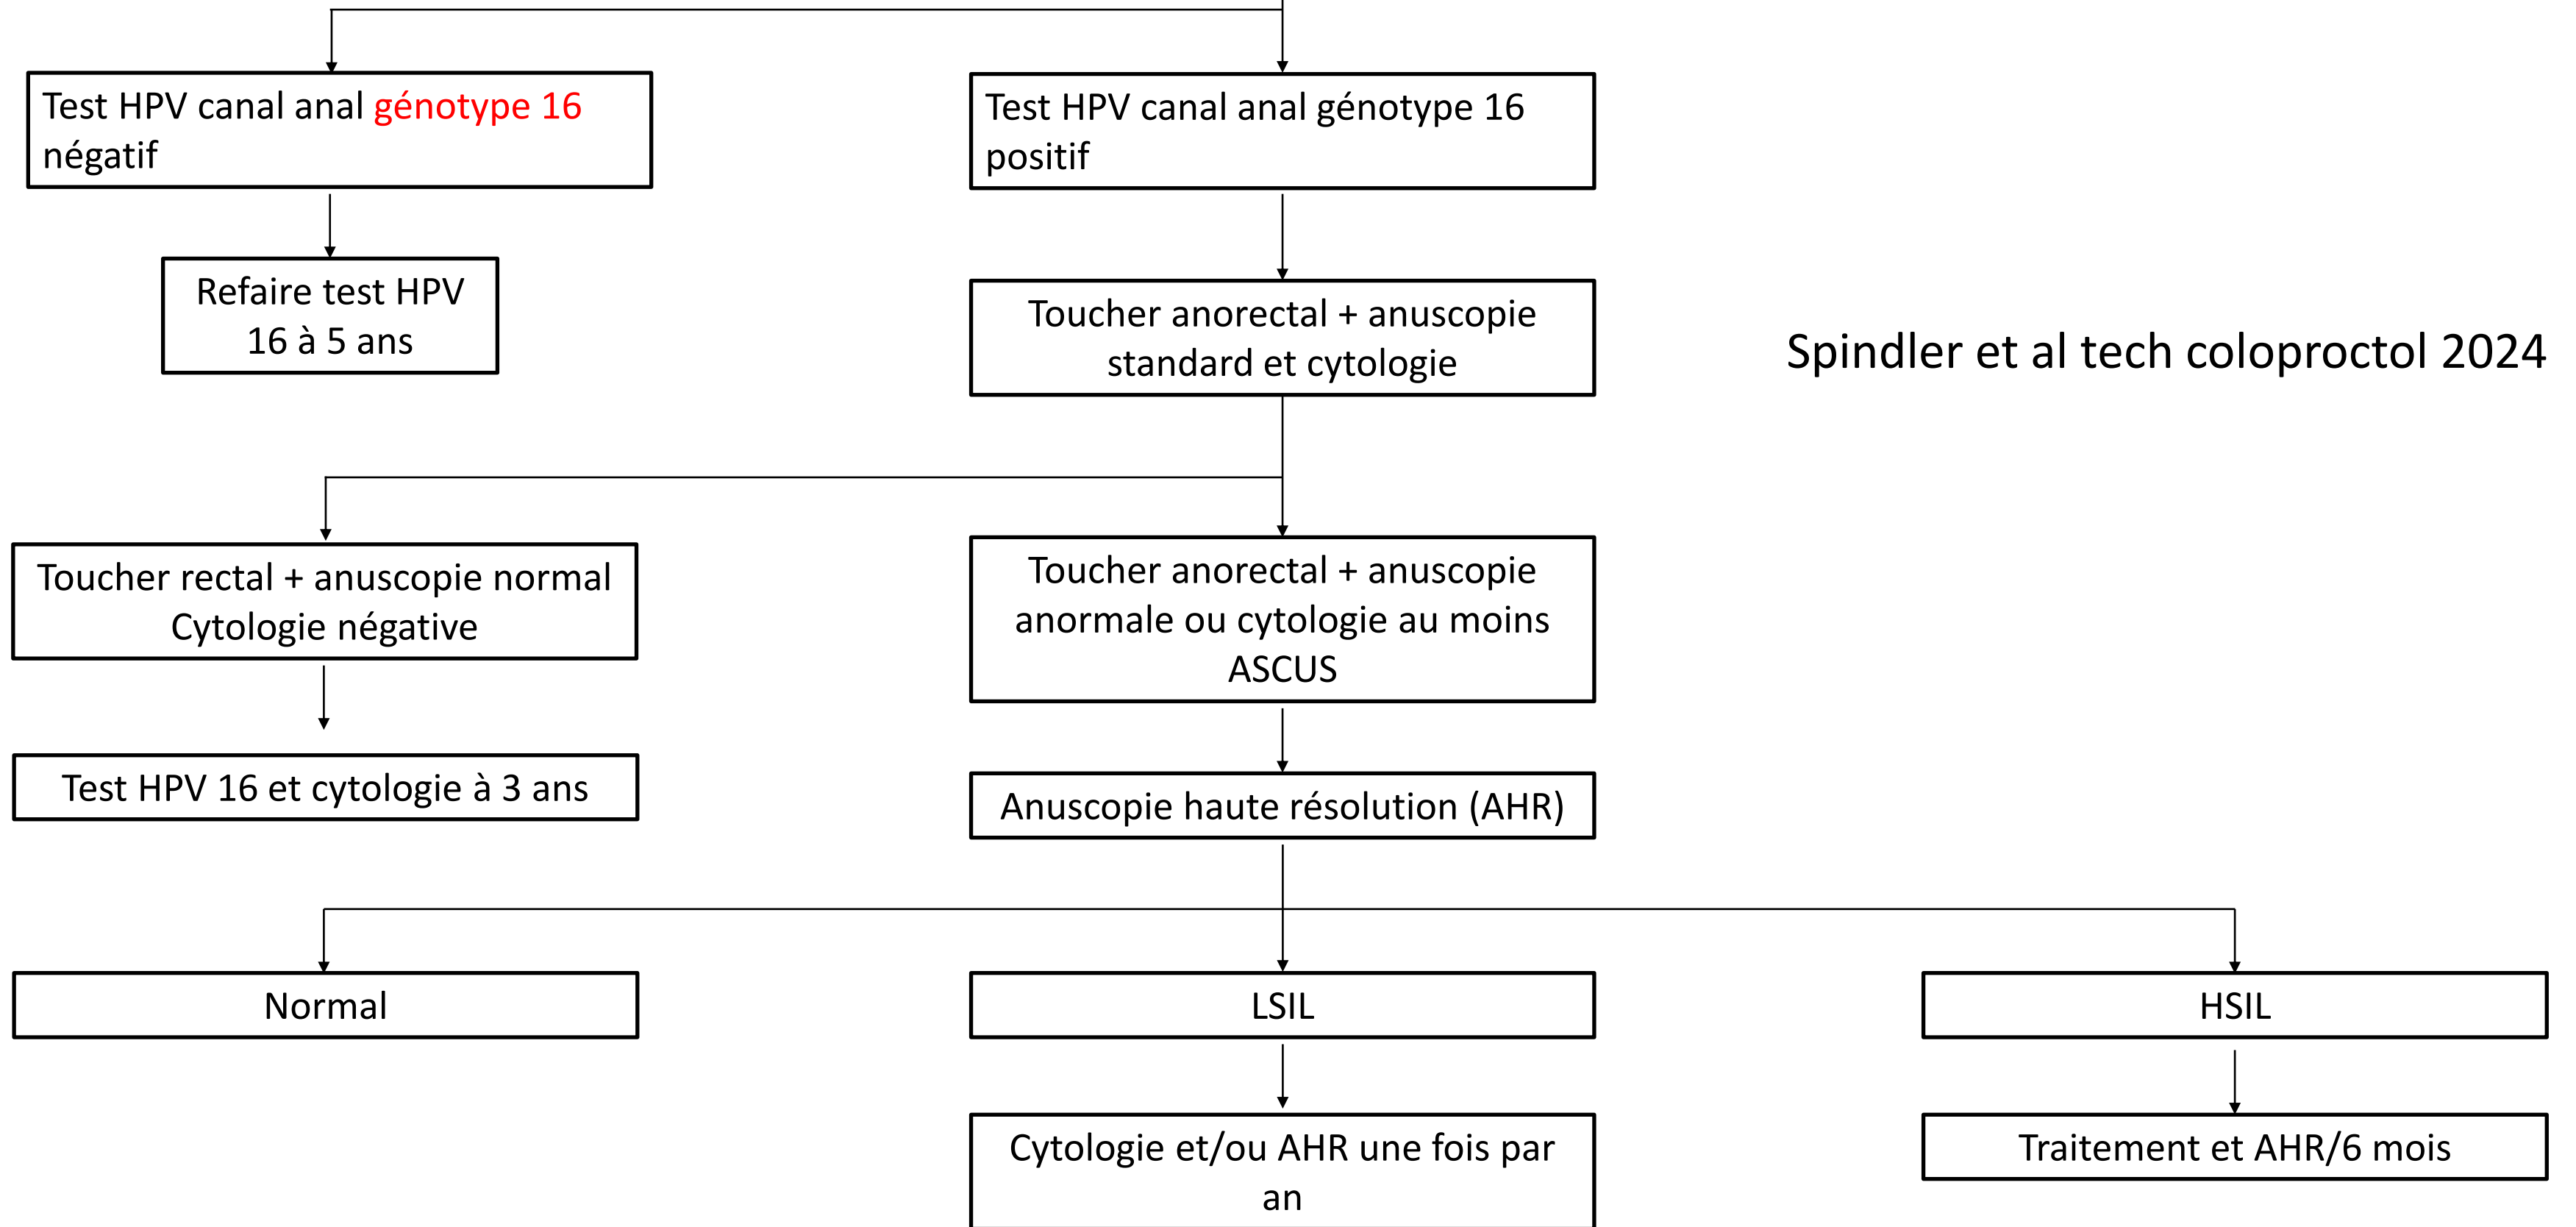 Test HPV canal anal génotype 16
négatif
Test HPV canal anal génotype 16
positif
Refaire test HPV
16 à 5 ans
Toucher anorectal + anuscopie
standard et cytologie
Spindler et al tech coloproctol 2024
Toucher rectal + anuscopie normal
Cytologie négative
Toucher anorectal + anuscopie
anormale ou cytologie au moins
ASCUS
Test HPV 16 et cytologie à 3 ans
Anuscopie haute résolution (AHR)
Normal
LSIL
HSIL
Cytologie et/ou AHR une fois par
an
Traitement et AHR/6 mois